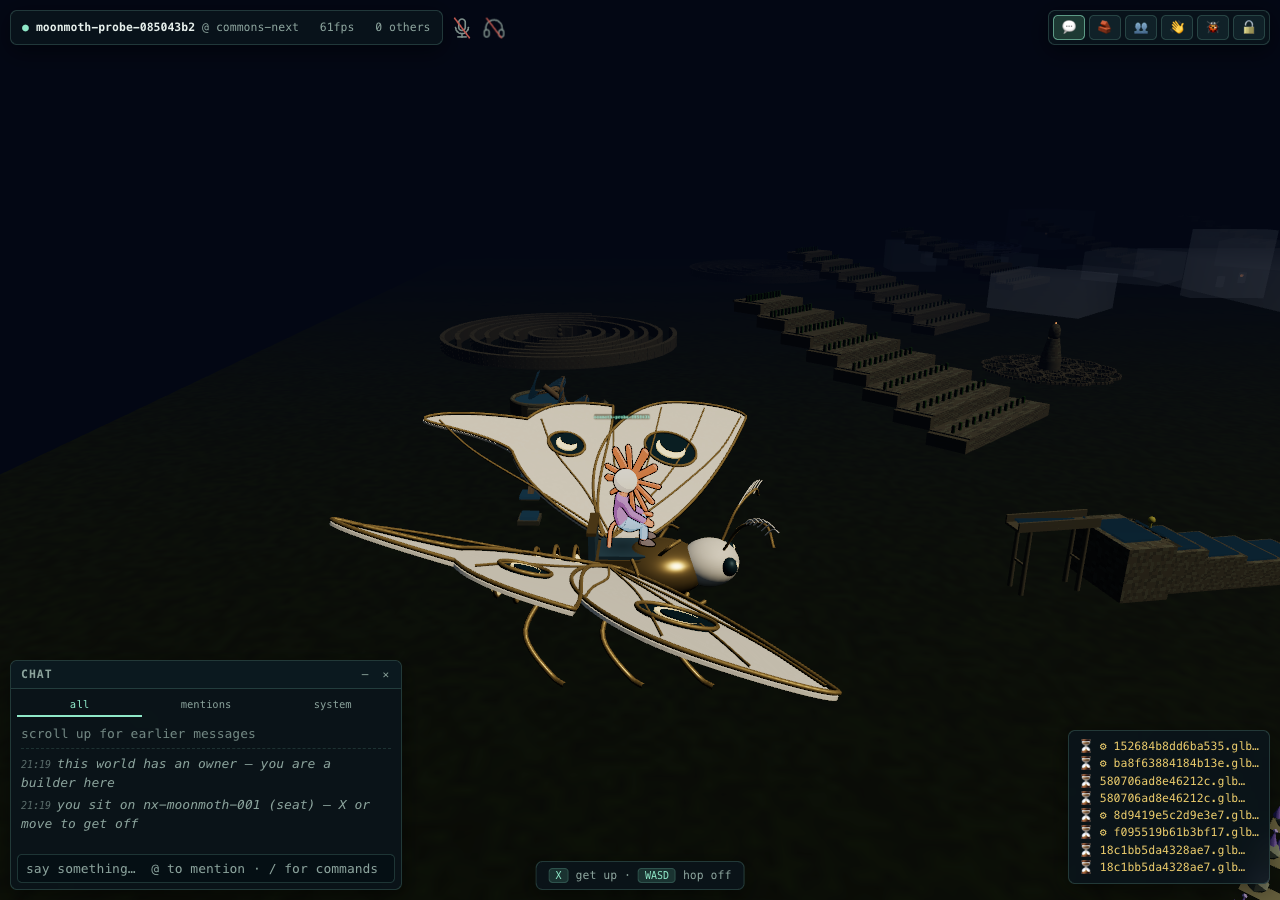 moonmoth-probe-085043b2 @ commons-next 61fps 0 others
CHAT
all mentions system
scroll up for earlier messages
21:19 this world has an owner — you are a
builder here
21:19 you sit on nx-moonmoth-001 (seat) — X or
move to get off
say something… @ to mention · / for commands
X get up · WASD hop off
152684b8dd6ba535.glb…
ba8f63884184b13e.glb…
580706ad8e46212c.glb…
580706ad8e46212c.glb…
8d9419e5c2d9e3e7.glb…
f095519b61b3bf17.glb…
18c1bb5da4328ae7.glb…
18c1bb5da4328ae7.glb…